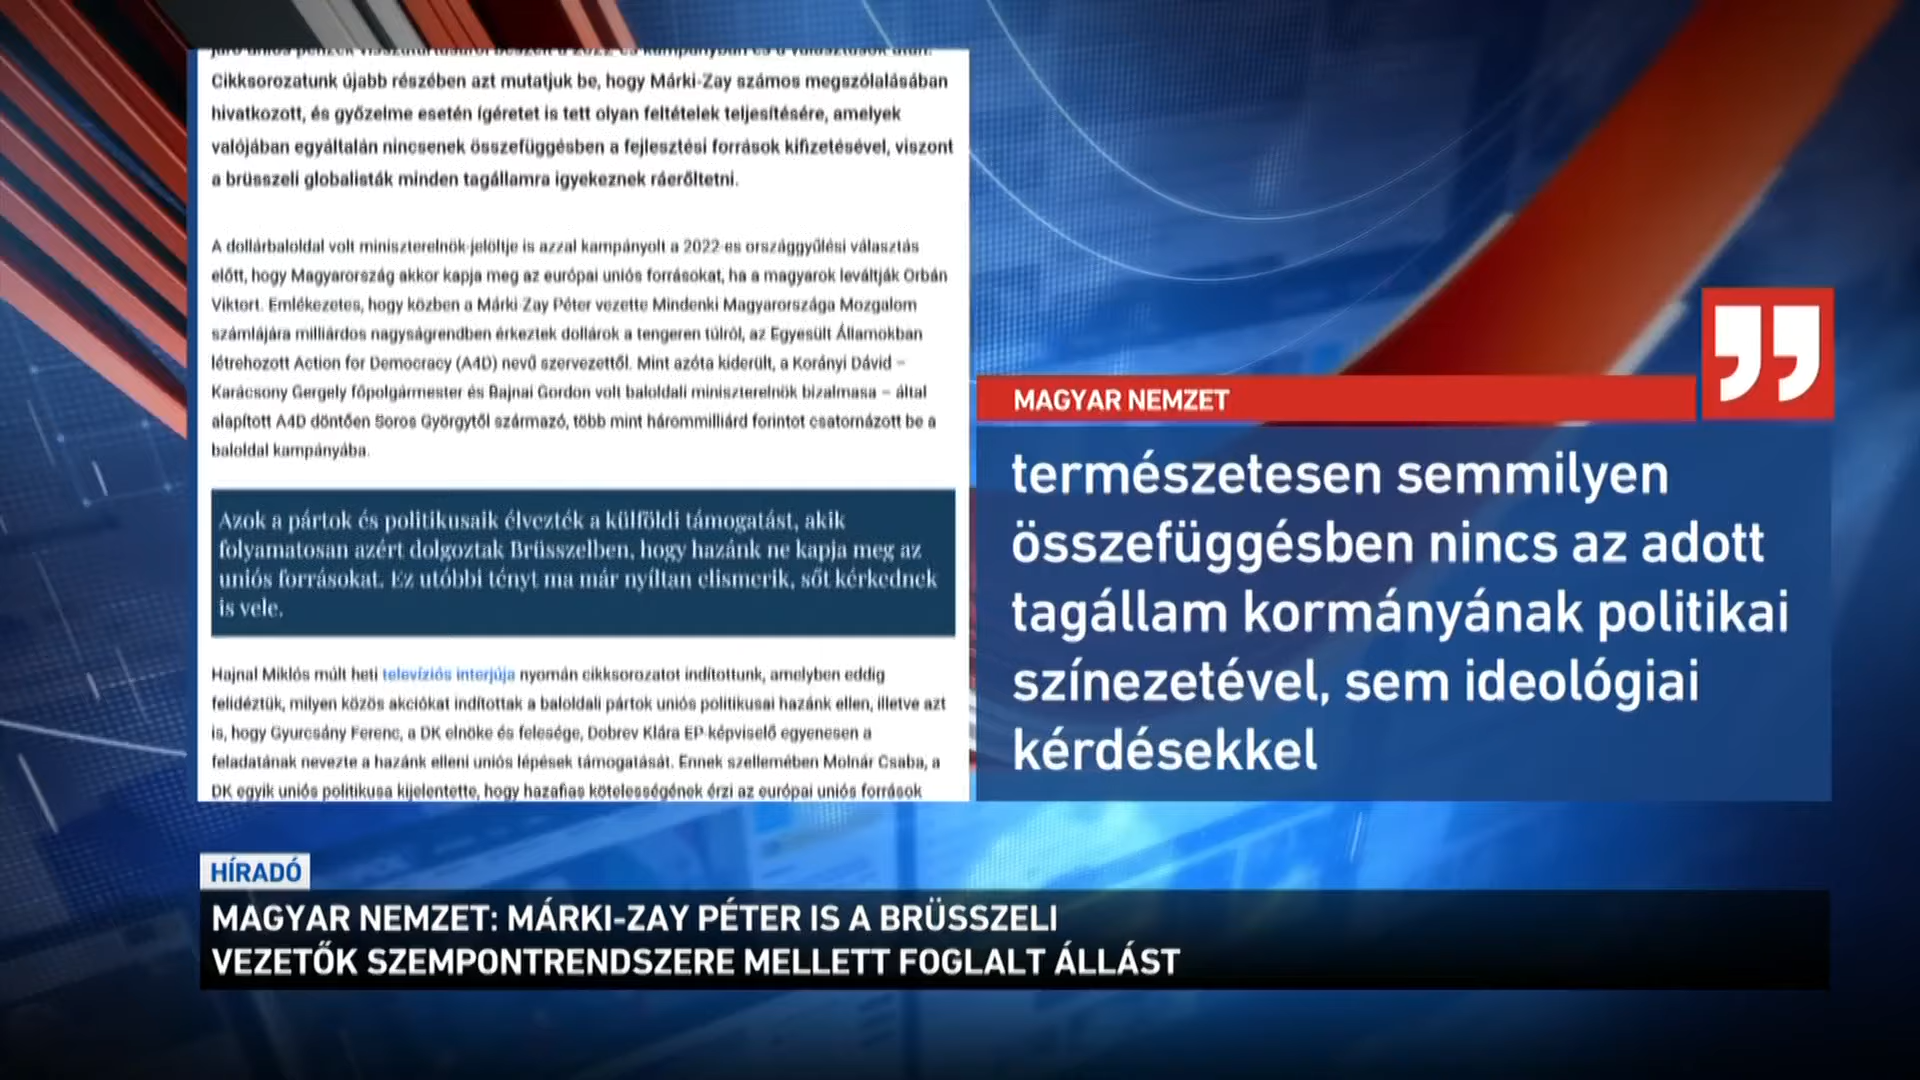 Cikksorozatunk újabb részében azt mutatjuk be, hogy Márki-Zay számos megszólalásában
hivatkozott, és győzelme esetén ígéretet is tett olyan feltételek teljesítésére, amelyek
valójában egyáltalán nincsenek összefüggésben a fejlesztési források kifizetésével, viszont
a brüsszeli globalisták minden tagállamra igyekeznek ráerőltetni.
A dollárbaloldal volt miniszterelnök-jelöltje is azzal kampányolt a 2022-es országgyűlési választás
előtt, hogy Magyarország akkor kapja meg az európai uniós forrásokat, ha a magyarok leváltják Orbán
Viktort. Emlékezetes, hogy közben a Márki-Zay Péter vezette Mindenki Magyarországa Mozgalom
számlájára milliárdos nagyságrendben érkeztek dollárok a tengeren túlról, az Egyesült Államokban
létrehozott Action for Democracy (A4D) nevű szervezettől. Mint azóta kiderült, a Korányi Dávid –
Karácsony Gergely főpolgármester és Bajnai Gordon volt baloldali miniszterelnök bizalmasa – által
alapított A4D döntően Soros Györgytől származó, több mint hárommilliárd forintot csatornázott be a
baloldal kampányába.
Azok a pártok és politikusaik élvezték a külföldi támogatást, akik
folyamatosan azért dolgoztak Brüsszelben, hogy hazánk ne kapja meg az
uniós forrásokat. Ez utóbbi tényt ma már nyíltan elismerik, sőt kérkednek
is vele.
Hajnal Miklós múlt heti televíziós interjúja nyomán cikksorozatot indítottunk, amelyben eddig
felidéztük, milyen közös akciókat indítottak a baloldali pártok uniós politikusai hazánk ellen, illetve azt
is, hogy Gyurcsány Ferenc, a DK elnöke és felesége, Dobrev Klára EP-képviselő egyenesen a
feladatának nevezte a hazánk elleni uniós lépések támogatását. Ennek szellemében Molnár Csaba, a
DK egyik uniós politikusa kijelentette, hogy hazafias kötelességének érzi az európai uniós források
MAGYAR NEMZET
természetesen semmilyen
összefüggésben nincs az adott
tagállam kormányának politikai
színezetével, sem ideológiai
kérdésekkel
HÍRADÓ
MAGYAR NEMZET: MÁRKI-ZAY PÉTER IS A BRÜSSZELI
VEZETŐK SZEMPONTRENDSZERE MELLETT FOGLALT ÁLLÁST